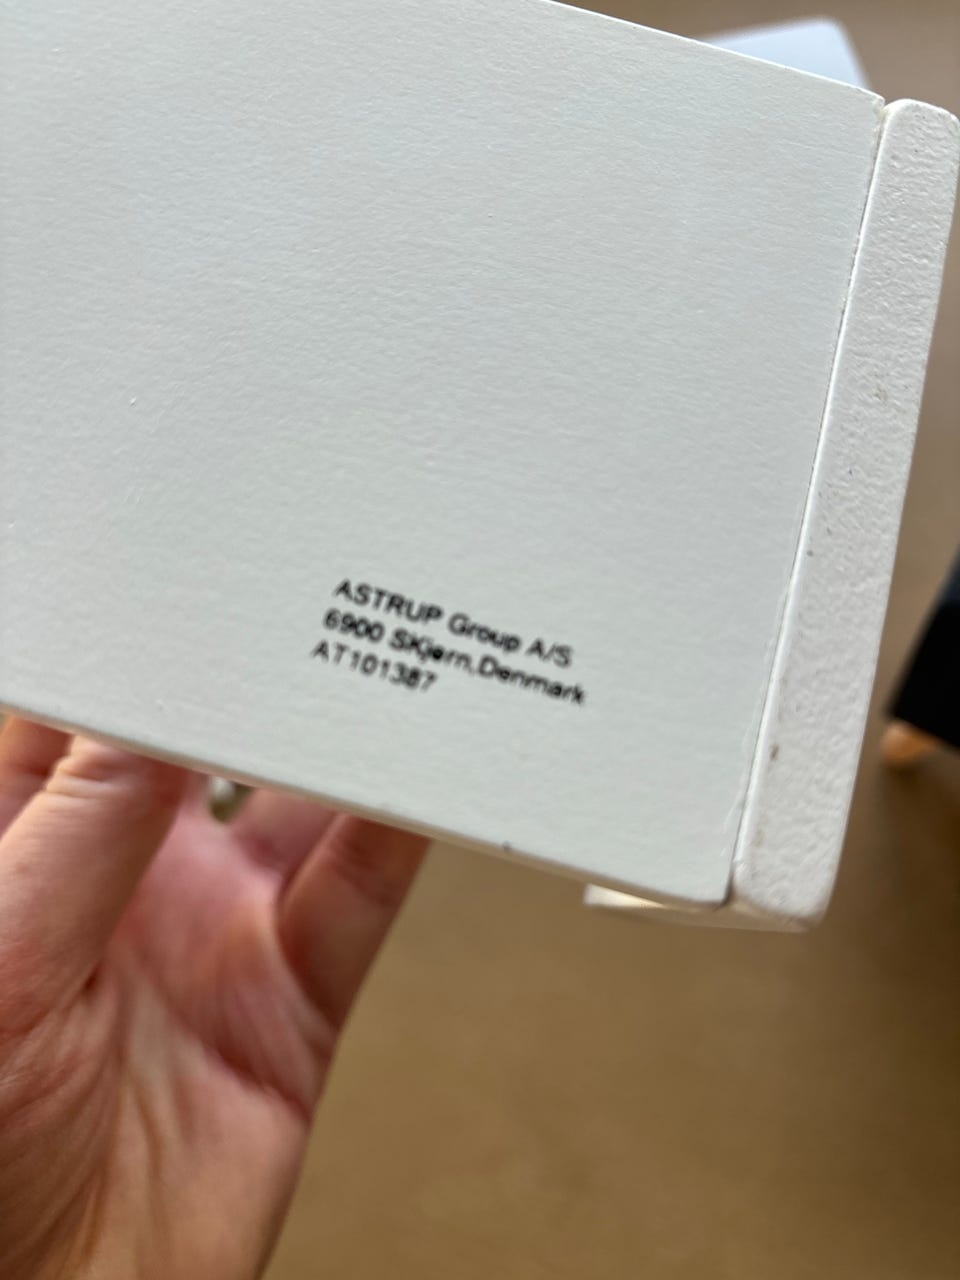 ASTRUP Group A/S
6900 SKjern,Denmark
AT101387